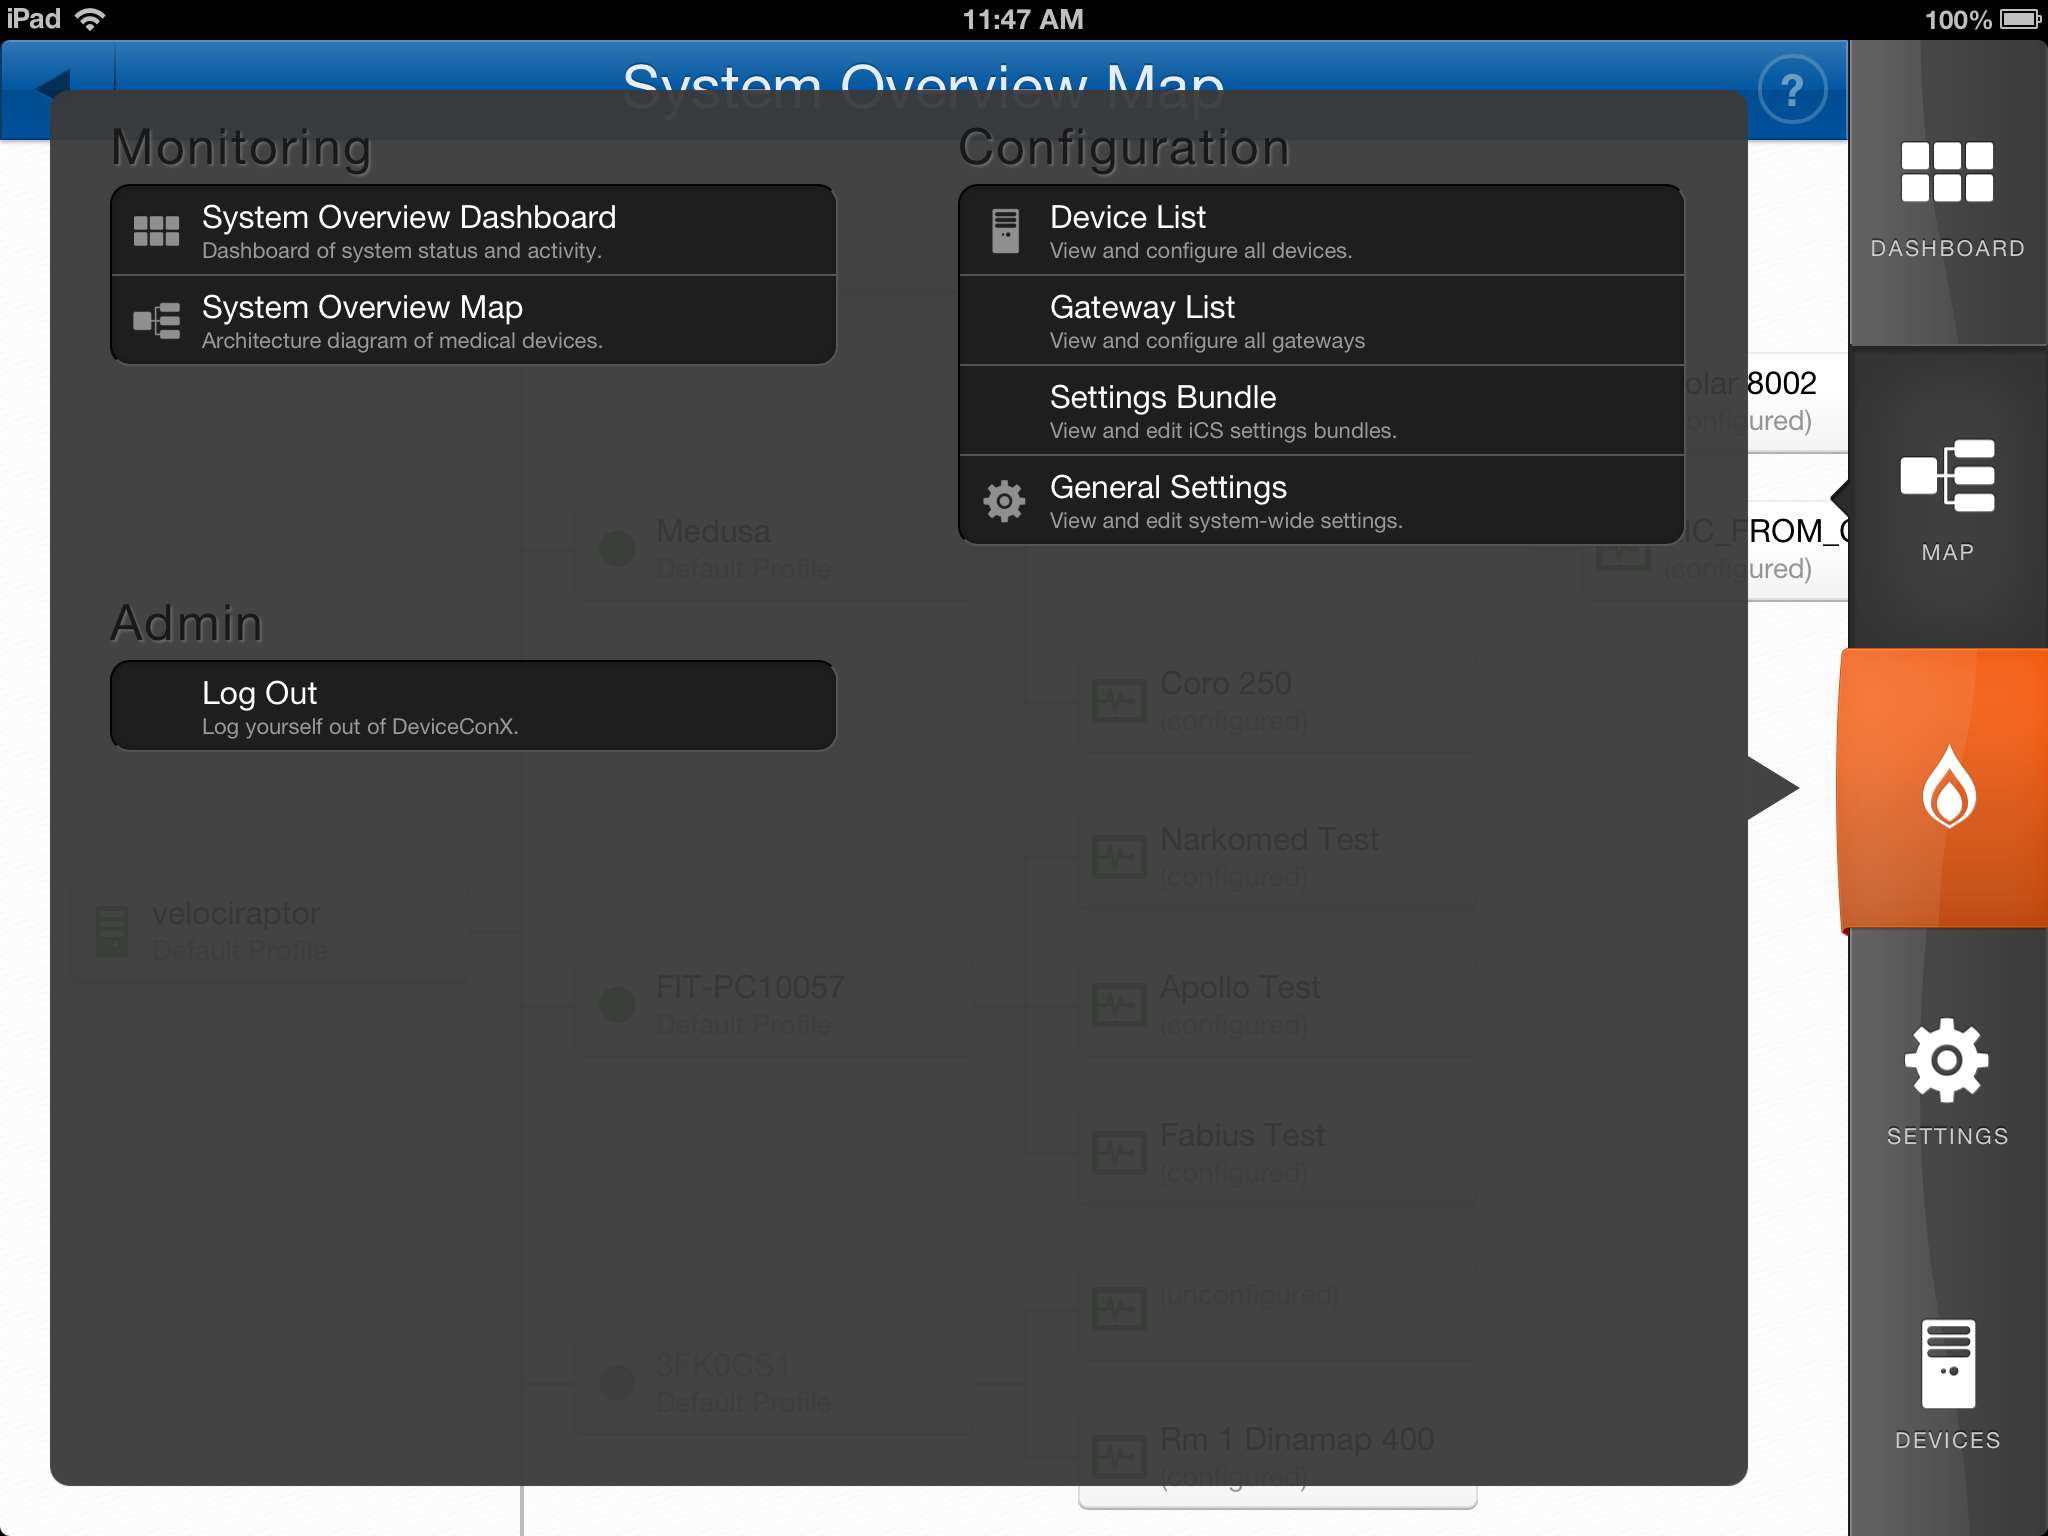 iPad
11:47 AM
100%
System Overview Map
?
Monitoring
System Overview Dashboard
Dashboard of system status and activity.
System Overview Map
Architecture diagram of medical devices.
Configuration
Device List
View and configure all devices.
Gateway List
View and configure all gateways
Settings Bundle
View and edit iCS settings bundles.
General Settings
View and edit system-wide settings.
Admin
Log Out
Log yourself out of DeviceConX.
olar 8002
onfigured)
Medusa
Default Profile
IC_FROM_
(configured)
Coro 250
(configured)
Narkomed Test
(configured)
velociraptor
Default Profile
FIT-PC10057
Default Profile
Apollo Test
(configured)
Fabius Test
(configured)
(unconfigured)
3FK0CS1
Default Profile
Rm 1 Dinamap 400
(configured)
DASHBOARD
MAP
SETTINGS
DEVICES